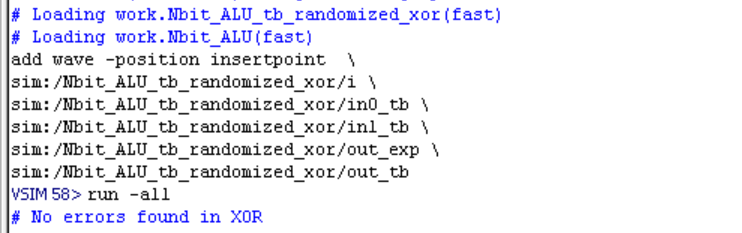 # Loading work.Nbit_ALU_tb_randomized_xor(fast)
# Loading work.Nbit_ALU(fast)
add wave -position insertpoint  \
sim:/Nbit_ALU_tb_randomized_xor/i \
sim:/Nbit_ALU_tb_randomized_xor/in0_tb \
sim:/Nbit_ALU_tb_randomized_xor/in1_tb \
sim:/Nbit_ALU_tb_randomized_xor/out_exp \
sim:/Nbit_ALU_tb_randomized_xor/out_tb
VSIM 58> run -all
# No errors found in XOR